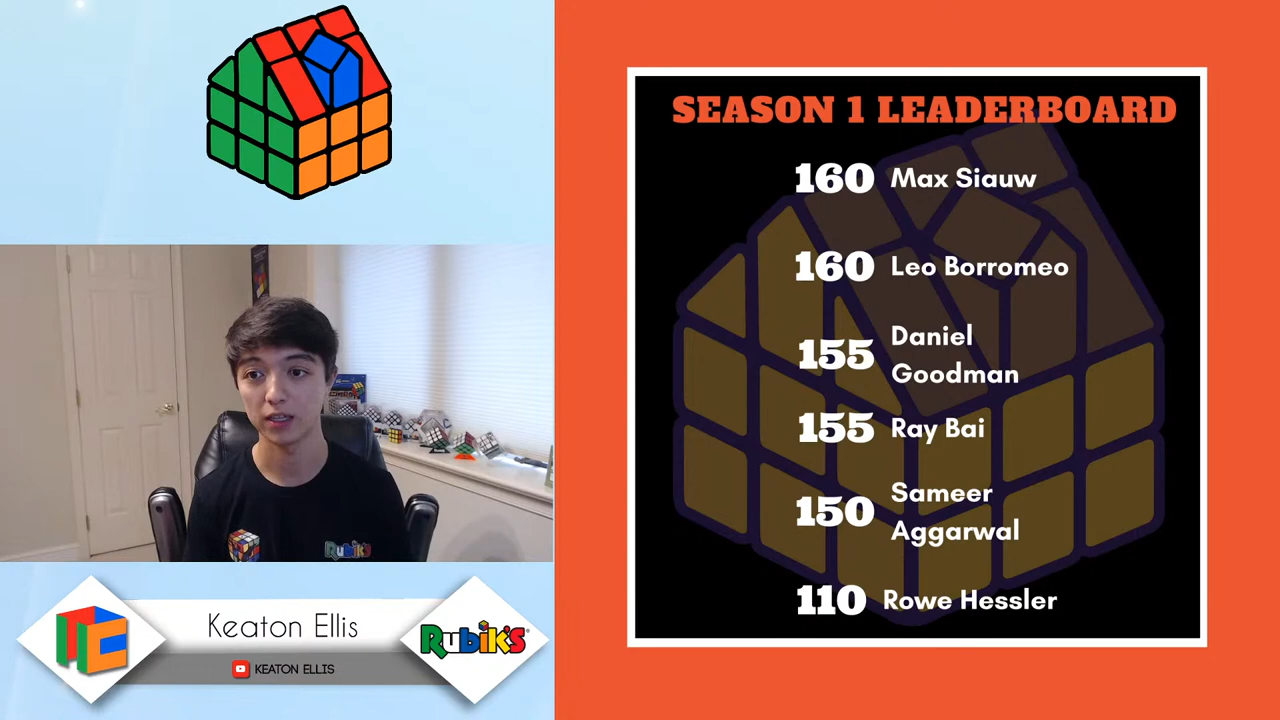 SEASON 1 LEADERBOARD
160 Max Siauw
160 Leo Borromeo
155 Daniel
Goodman
155 Ray Bai
150 Sameer
Aggarwal
110 Rowe Hessler
Rubik's
Keaton Ellis
KEATON ELLIS
Rubik's